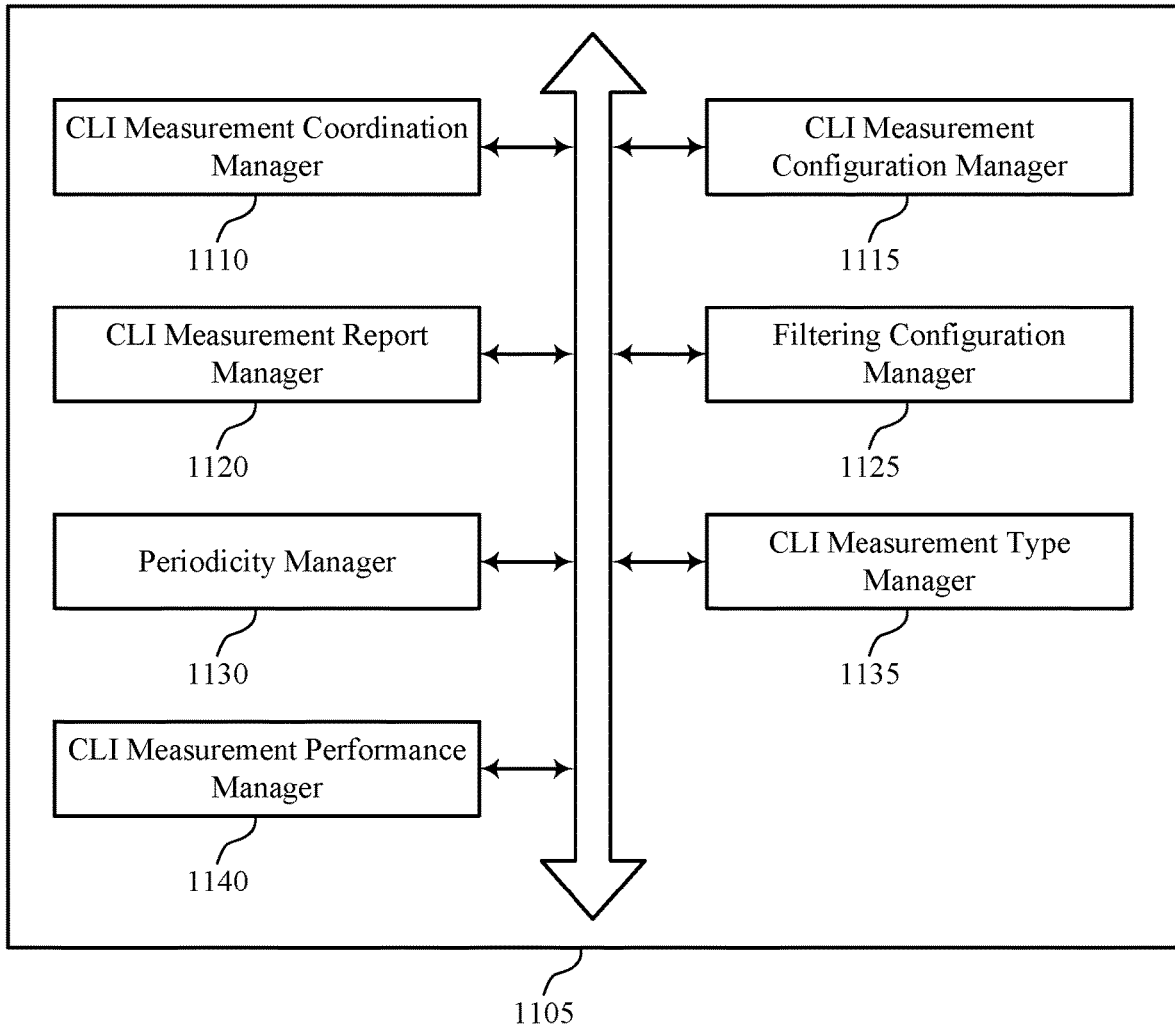 CLI Measurement Coordination
Manager
1110
CLI Measurement
Configuration Manager
1115
CLI Measurement Report
Manager
1120
Filtering Configuration
Manager
1125
Periodicity Manager
1130
CLI Measurement Type
Manager
1135
CLI Measurement Performance
Manager
1140
1105